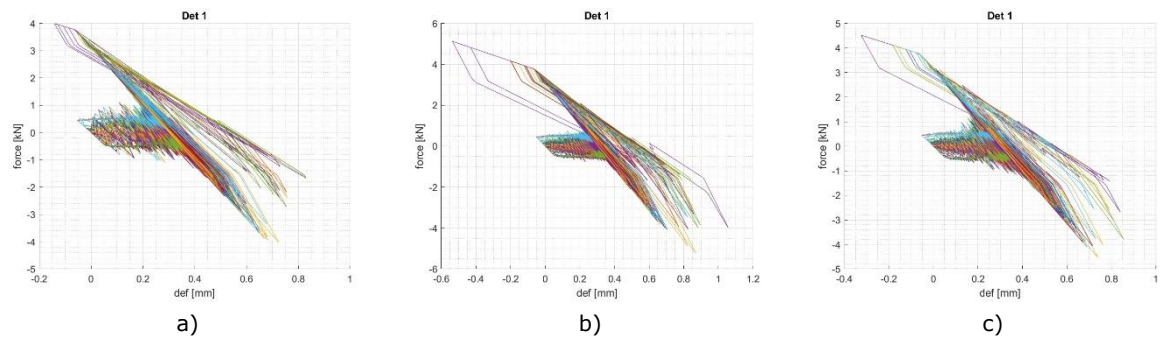 Det 1
4
3
2
1
0
-1
-2
-3
-4
-5
force [kN]
-0.2 0 0.2 0.4 0.6 0.8 1
def [mm]
a)
Det 1
6
4
2
0
-2
-4
-6
force [kN]
-0.6 -0.4 -0.2 0 0.2 0.4 0.6 0.8 1 1.2
def [mm]
b)
Det 1
5
4
3
2
1
0
-1
-2
-3
-4
-5
force [kN]
-0.4 -0.2 0 0.2 0.4 0.6 0.8 1
def [mm]
c)